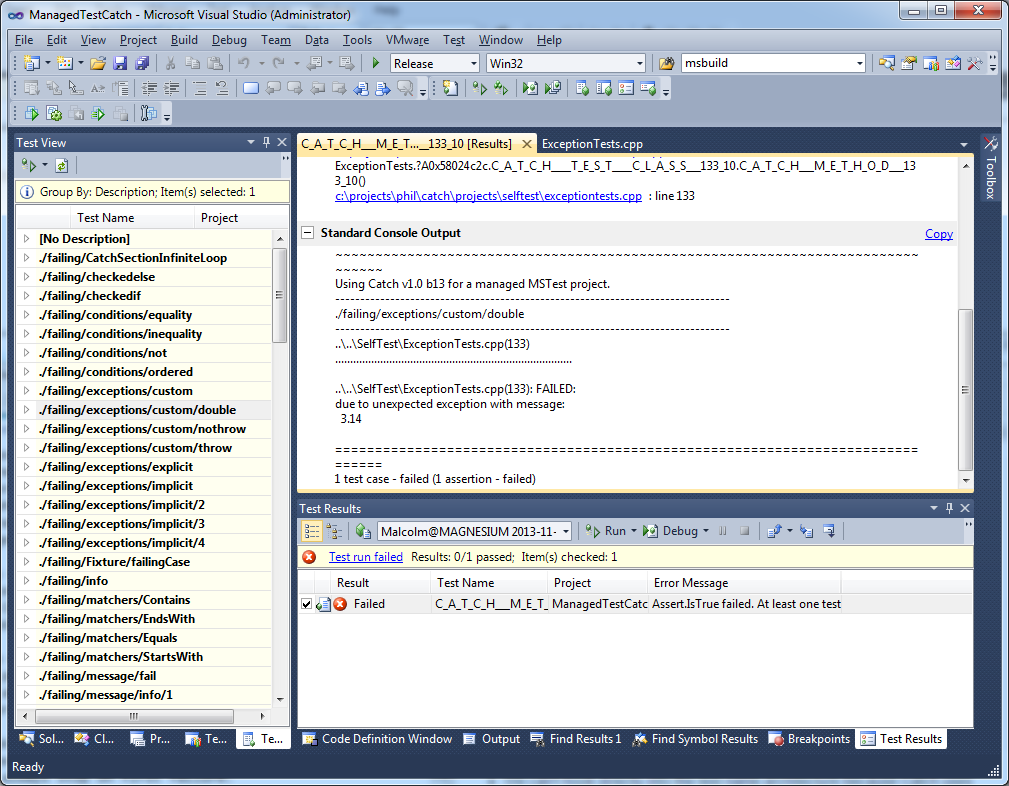 ManagedTestCatch - Microsoft Visual Studio (Administrator)
File Edit View Project Build Debug Team Data Tools VMware Test Window Help
Release Win32 msbuild
Test View
Group By: Description; Item(s) selected: 1
Test Name Project
[No Description]
./failing/CatchSectionInfiniteLoop
./failing/checkedelse
./failing/checkedif
./failing/conditions/equality
./failing/conditions/inequality
./failing/conditions/not
./failing/conditions/ordered
./failing/exceptions/custom
./failing/exceptions/custom/double
./failing/exceptions/custom/nothrow
./failing/exceptions/custom/throw
./failing/exceptions/explicit
./failing/exceptions/implicit
./failing/exceptions/implicit/2
./failing/exceptions/implicit/3
./failing/exceptions/implicit/4
./failing/Fixture/failingCase
./failing/info
./failing/matchers/Contains
./failing/matchers/EndsWith
./failing/matchers/Equals
./failing/matchers/StartsWith
./failing/message/fail
./failing/message/info/1
Sol... Cl... Pr... Te... Te...
C_A_T_C_H___M_E_T...__133_10 [Results] ExceptionTests.cpp
ExceptionTests.?A0x58024c2c.C_A_T_C_H____T_E_S_T____C_L_A_S_S___133_10.C_A_T_C_H___M_E_T_H_O_D___13
3_10()
c:\projects\phil\catch\projects\selftest\exceptiontests.cpp : line 133
Standard Console Output Copy
~~~~~~~~~~~~~~~~~~~~~~~~~~~~~~~~~~~~~~~~~~~~~~~~~~~~~~~~~~~~~~~~~~~~~~~~~
~~~~~~
Using Catch v1.0 b13 for a managed MSTest project.
-------------------------------------------------------------------------------
./failing/exceptions/custom/double
-------------------------------------------------------------------------------
..\..\SelfTest\ExceptionTests.cpp(133)
...............................................................................
..\..\SelfTest\ExceptionTests.cpp(133): FAILED:
due to unexpected exception with message:
3.14
=========================================================================
======
1 test case - failed (1 assertion - failed)
Test Results
Malcolm@MAGNESIUM 2013-11- Run Debug
Test run failed Results: 0/1 passed; Item(s) checked: 1
Result Test Name Project Error Message
Failed C_A_T_C_H___M_E_T_ ManagedTestCatc Assert.IsTrue failed. At least one test
Code Definition Window Output Find Results 1 Find Symbol Results Breakpoints Test Results
Toolbox
Ready